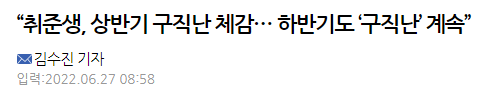 “취준생, 상반기 구직난 체감… 하반기도 ‘구직난’ 계속”
김수진 기자
입력:2022.06.27 08:58